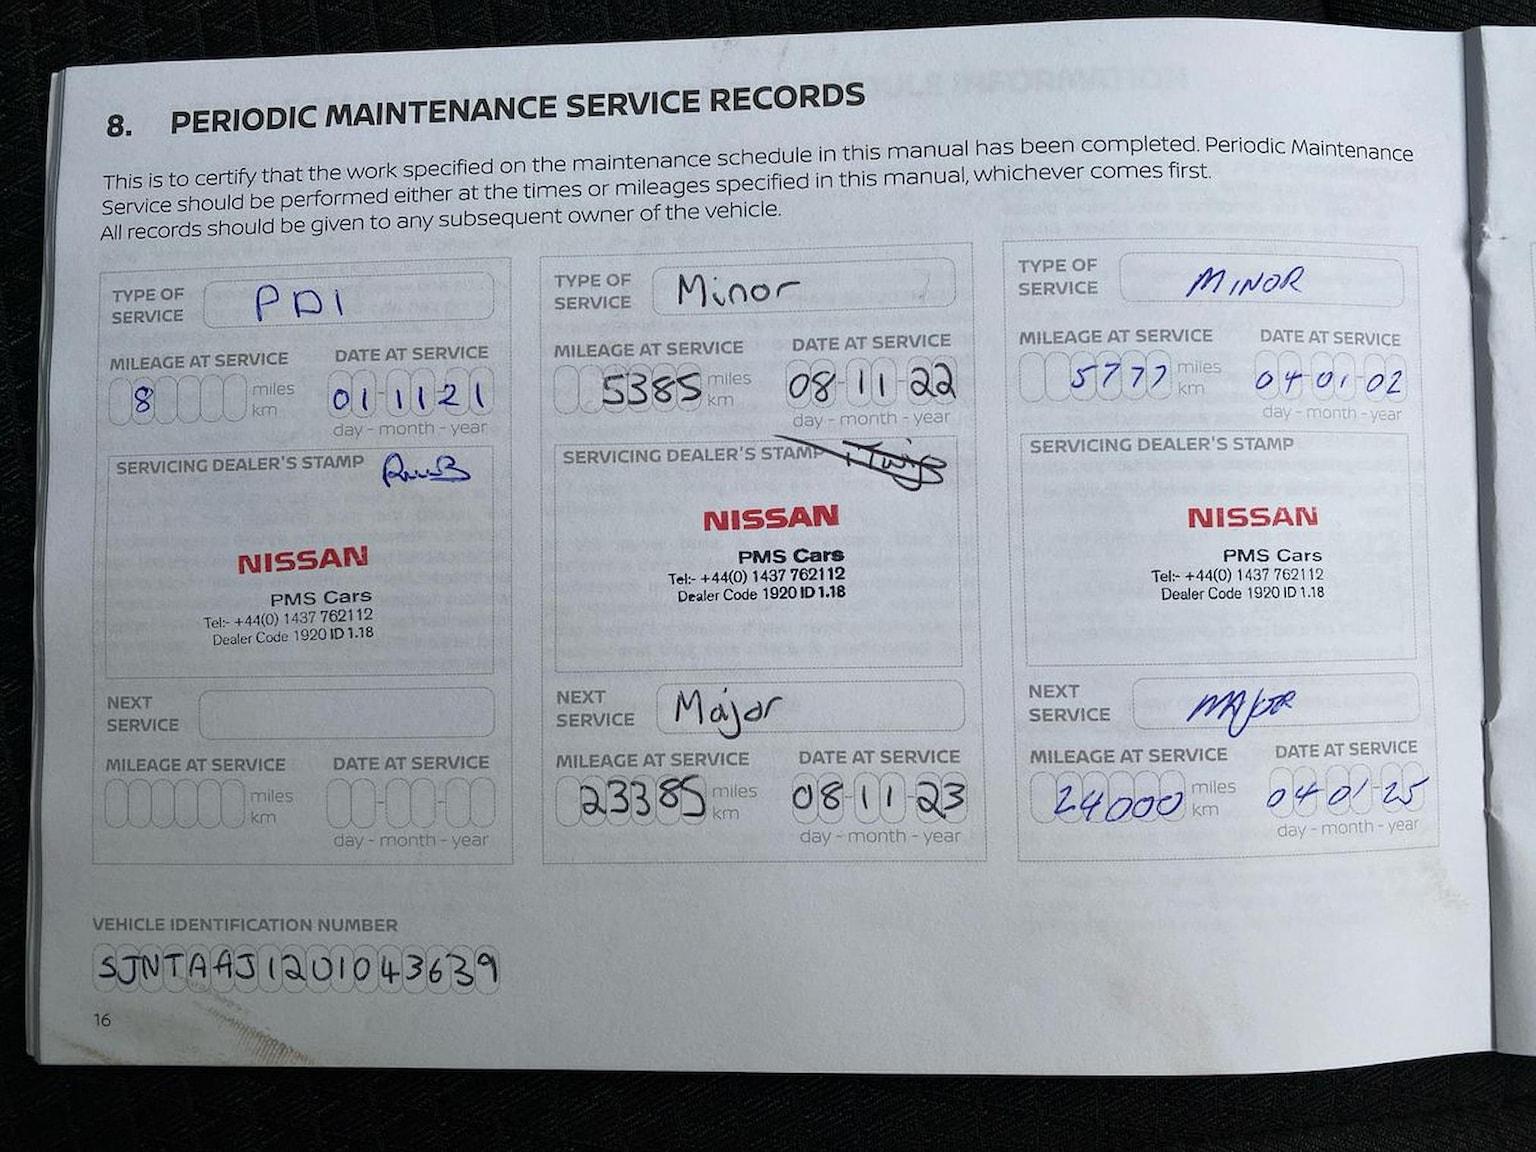 8. PERIODIC MAINTENANCE SERVICE RECORDS
This is to certify that the work specified on the maintenance schedule in this manual has been completed. Periodic Maintenance
Service should be performed either at the times or mileages specified in this manual, whichever comes first.
All records should be given to any subsequent owner of the vehicle.
TYPE OF SERVICE PDI
MILEAGE AT SERVICE DATE AT SERVICE
8 miles km 01-11-21
day - month - year
SERVICING DEALER'S STAMP
NISSAN
PMS Cars
Tel:- +44(0) 1437 762112
Dealer Code 1920 ID 1.18
NEXT SERVICE
MILEAGE AT SERVICE DATE AT SERVICE
miles km
day - month - year
TYPE OF SERVICE Minor
MILEAGE AT SERVICE DATE AT SERVICE
5385 miles km 08-11-22
day - month - year
SERVICING DEALER'S STAMP
NISSAN
PMS Cars
Tel:- +44(0) 1437 762112
Dealer Code 1920 ID 1.18
NEXT SERVICE Major
MILEAGE AT SERVICE DATE AT SERVICE
23385 miles km 08-11-23
day - month - year
TYPE OF SERVICE MINOR
MILEAGE AT SERVICE DATE AT SERVICE
5777 miles km 04-01-02
day - month - year
SERVICING DEALER'S STAMP
NISSAN
PMS Cars
Tel:- +44(0) 1437 762112
Dealer Code 1920 ID 1.18
NEXT SERVICE MAJOR
MILEAGE AT SERVICE DATE AT SERVICE
24000 miles km 04-01-25
day - month - year
VEHICLE IDENTIFICATION NUMBER
SJNTAAJ12U1043639
16